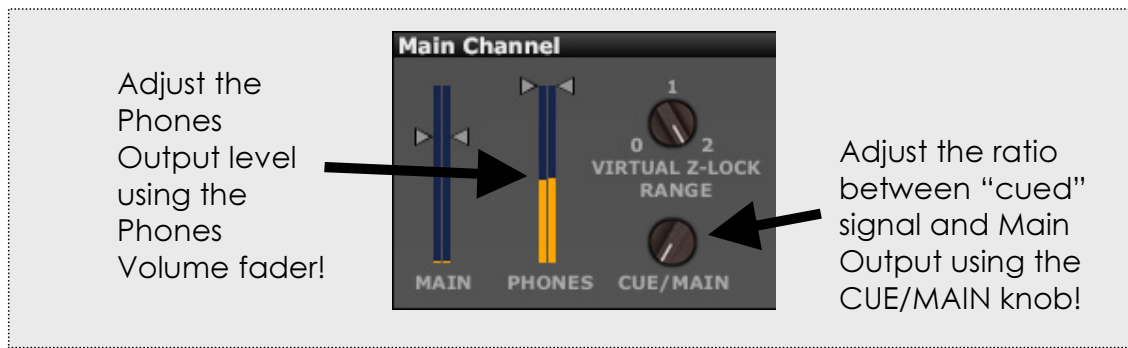 Adjust the
Phones
Output level
using the
Phones
Volume fader!
Main Channel
1
0 2
VIRTUAL Z-LOCK
RANGE
MAIN PHONES CUE/MAIN
Adjust the ratio
between “cued”
signal and Main
Output using the
CUE/MAIN knob!